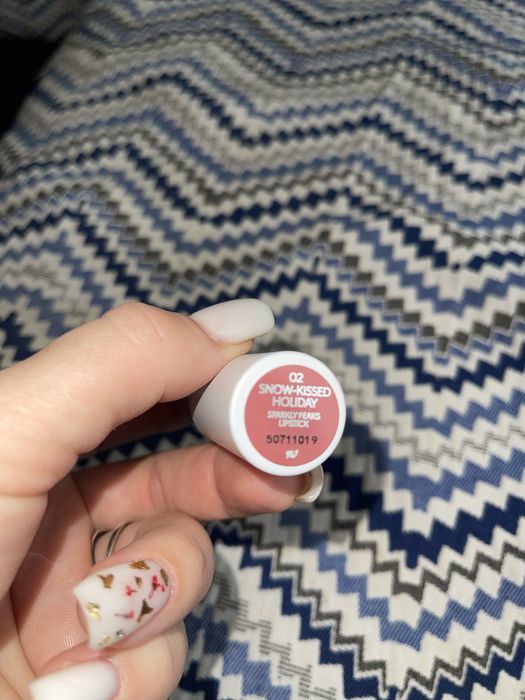 02
SNOW-KISSED
HOLIDAY
SPARKLY PEAKS
LIPSTICK
50711019